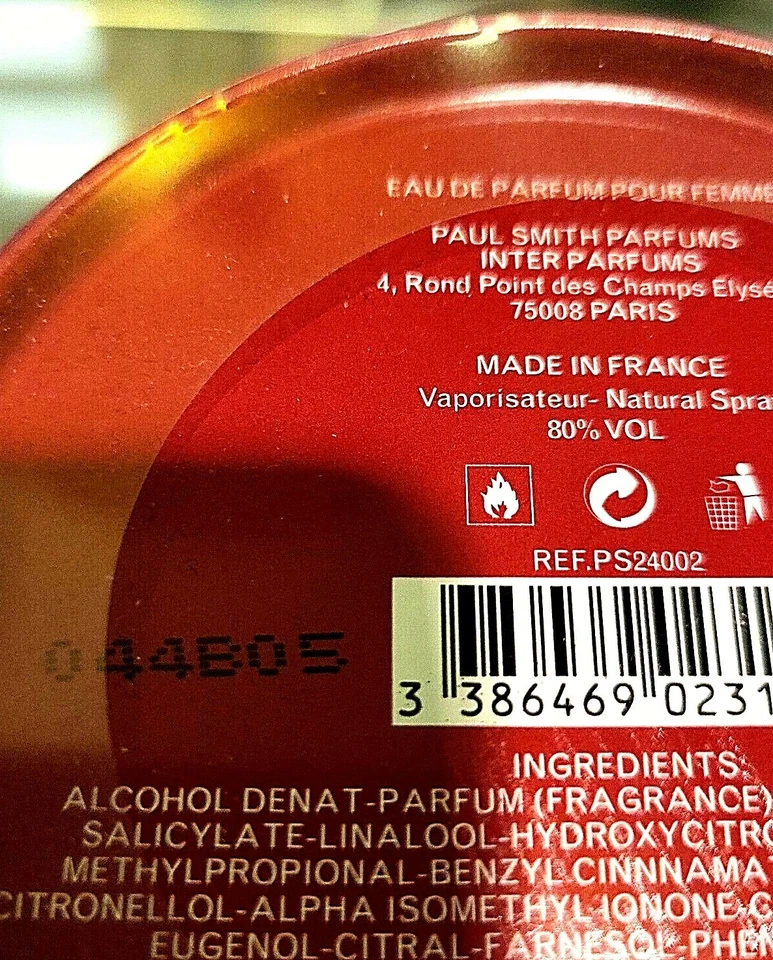 EAU DE PARFUM POUR FEMME
PAUL SMITH PARFUMS
INTER PARFUMS
4, Rond Point des Champs Elysé
75008 PARIS
MADE IN FRANCE
Vaporisateur- Natural Spra
80% VOL
REF.PS24002
044B05
3 386469 0231
INGREDIENTS
ALCOHOL DENAT-PARFUM (FRAGRANCE)
SALICYLATE-LINALOOL-HYDROXYCITRO
METHYLPROPIONAL-BENZYL CINNNAMA
CITRONELLOL-ALPHA ISOMETHYL-IONONE-C
EUGENOL-CITRAL-FARNESOL-PHEN